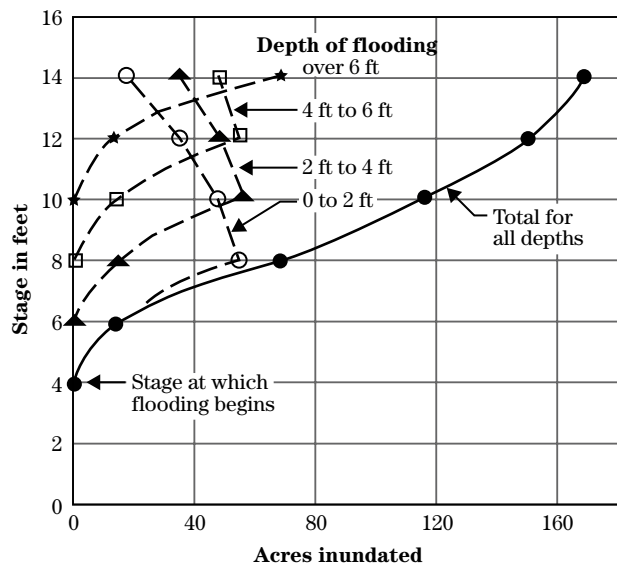 16
14
12
10
8
6
4
2
0
Stage in feet
Depth of flooding
over 6 ft
4 ft to 6 ft
2 ft to 4 ft
0 to 2 ft
Total for
all depths
Stage at which
flooding begins
0
40
80
120
160
Acres inundated